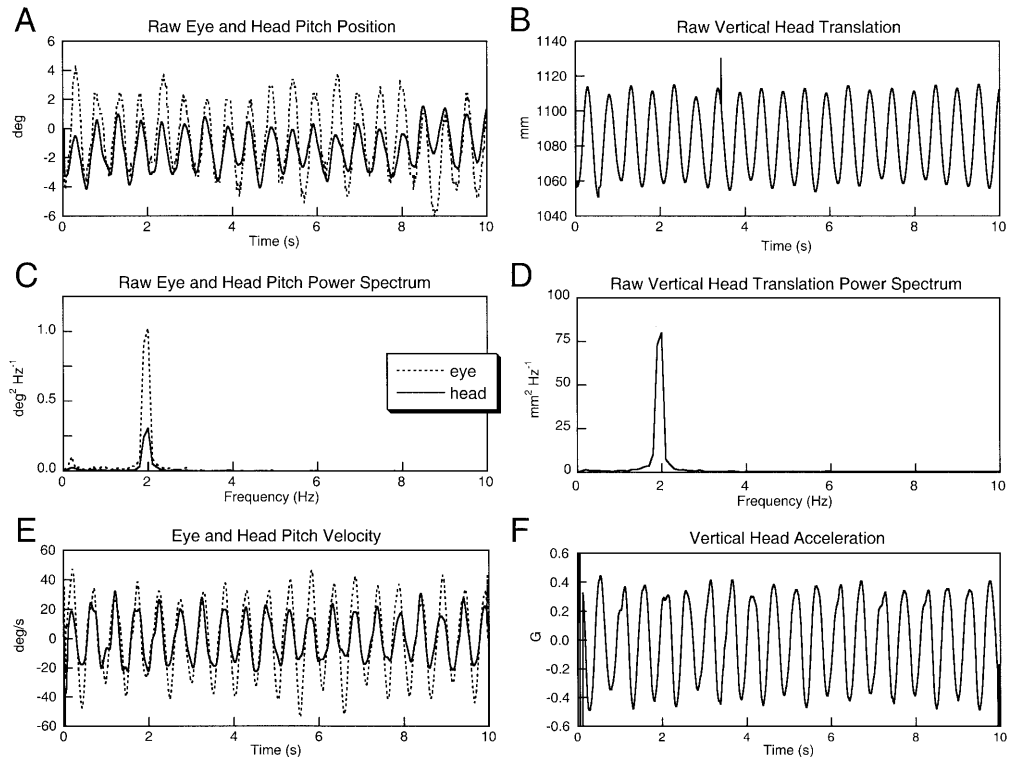 A
Raw Eye and Head Pitch Position
6
4
2
0
-2
-4
-6
deg
0 2 4 6 8 10
Time (s)
B
Raw Vertical Head Translation
1140
1120
1100
1080
1060
1040
mm
0 2 4 6 8 10
Time (s)
C
Raw Eye and Head Pitch Power Spectrum
1.0
0.5
0.0
deg² Hz⁻¹
0 2 4 6 8 10
Frequency (Hz)
eye
head
D
Raw Vertical Head Translation Power Spectrum
100
75
50
25
0
mm² Hz⁻¹
0 2 4 6 8 10
Frequency (Hz)
E
Eye and Head Pitch Velocity
60
40
20
0
-20
-40
-60
deg/s
0 2 4 6 8 10
Time (s)
F
Vertical Head Acceleration
0.6
0.4
0.2
0.0
-0.2
-0.4
-0.6
G
0 2 4 6 8 10
Time (s)